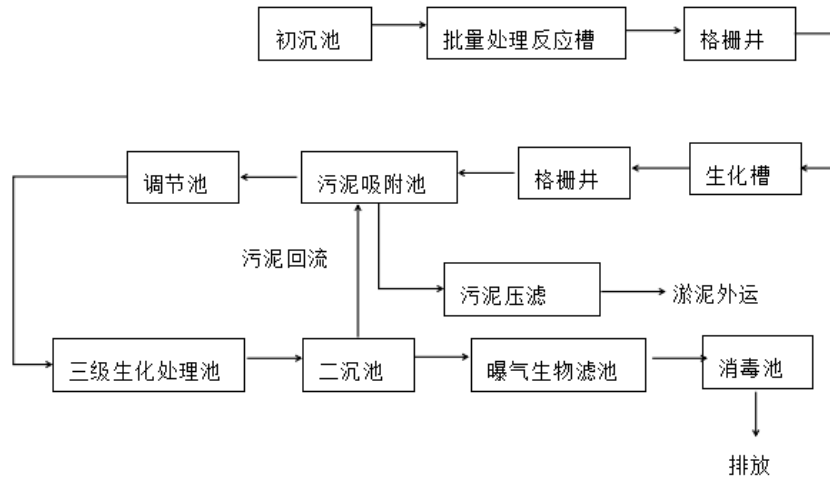 初沉池
批量处理反应槽
格栅井
生化槽
格栅井
污泥吸附池
调节池
污泥回流
污泥压滤
淤泥外运
三级生化处理池
二沉池
曝气生物滤池
消毒池
排放